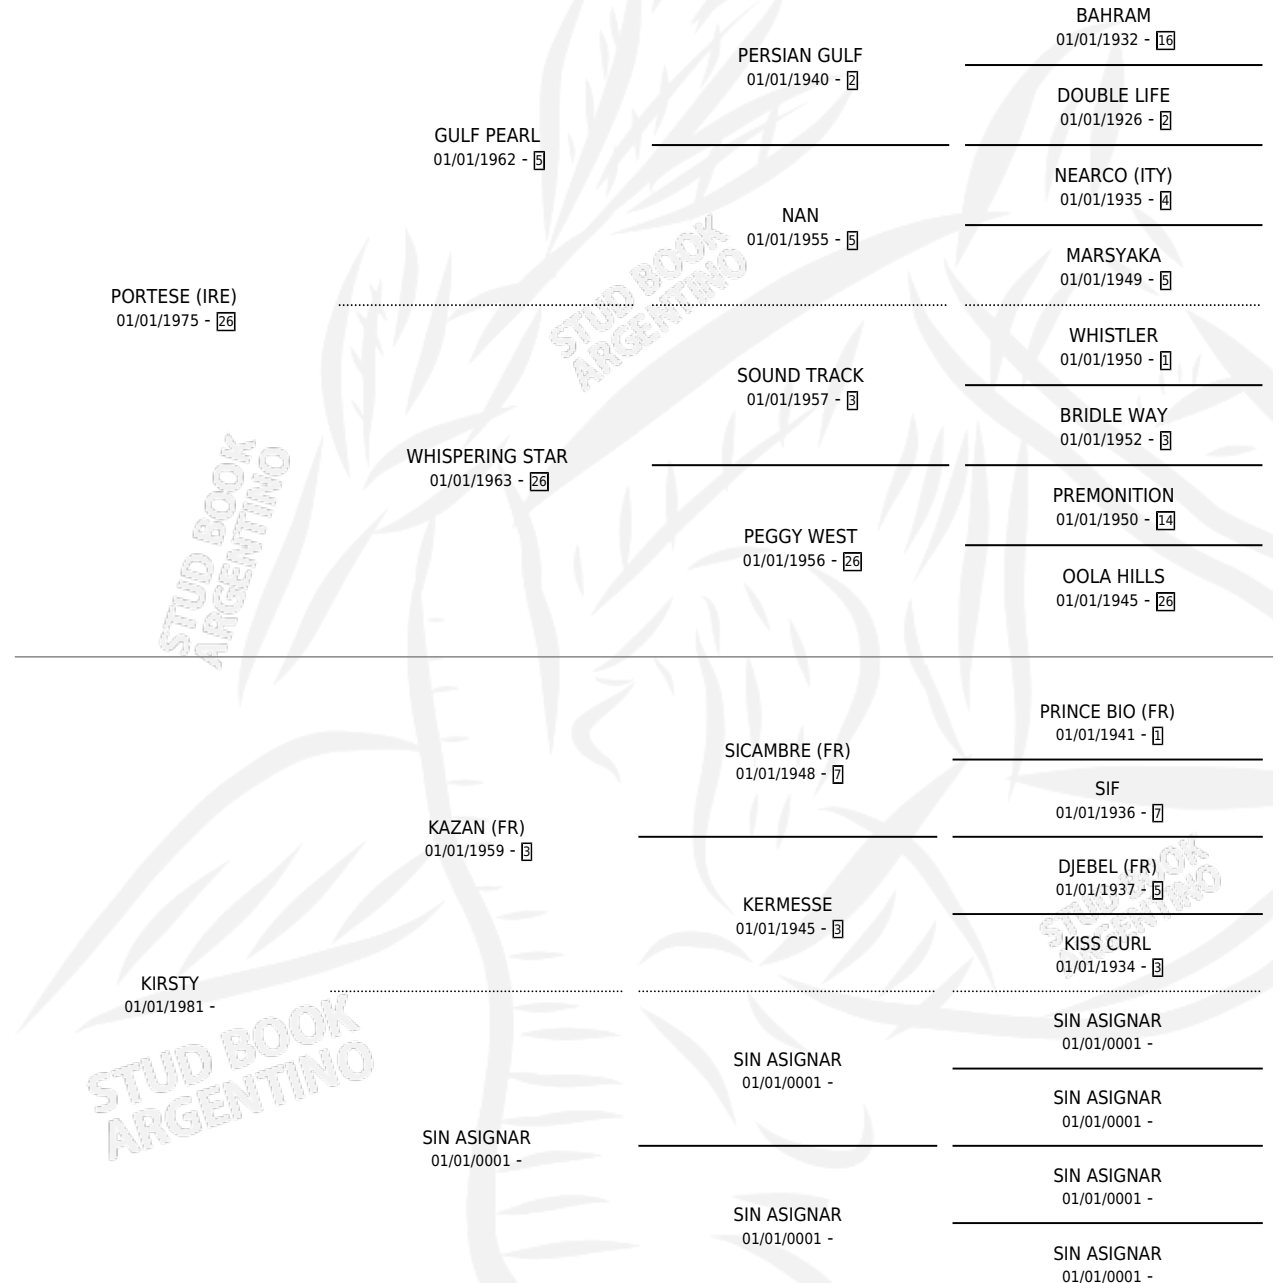 BAHRAM
01/01/1932 - 16
PERSIAN GULF
01/01/1940 - 2
DOUBLE LIFE
01/01/1926 - 2
GULF PEARL
01/01/1962 - 5
NEARCO (ITY)
01/01/1935 - 4
NAN
01/01/1955 - 5
MARSYAKA
01/01/1949 - 5
PORTESE (IRE)
01/01/1975 - 26
WHISTLER
01/01/1950 - 1
SOUND TRACK
01/01/1957 - 3
BRIDLE WAY
01/01/1952 - 3
WHISPERING STAR
01/01/1963 - 26
PREMONITION
01/01/1950 - 14
PEGGY WEST
01/01/1956 - 26
OOLA HILLS
01/01/1945 - 26
PRINCE BIO (FR)
01/01/1941 - 1
SICAMBRE (FR)
01/01/1948 - 7
SIF
01/01/1936 - 7
KAZAN (FR)
01/01/1959 - 3
DJEBEL (FR)
01/01/1937 - 5
KERMESSE
01/01/1945 - 3
KISS CURL
01/01/1934 - 3
KIRSTY
01/01/1981 -
SIN ASIGNAR
01/01/0001 -
SIN ASIGNAR
01/01/0001 -
SIN ASIGNAR
01/01/0001 -
SIN ASIGNAR
01/01/0001 -
SIN ASIGNAR
01/01/0001 -
SIN ASIGNAR
01/01/0001 -
SIN ASIGNAR
01/01/0001 -
STUD BOOK
ARGENTINO
STUD BOOK
ARGENTINO
STUD BOOK
ARGENTINO
STUD BOOK
ARGENTINO